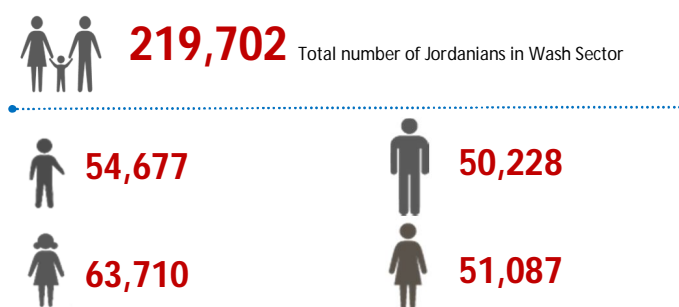 219,702 Total number of Jordanians in Wash Sector
54,677
50,228
63,710
51,087